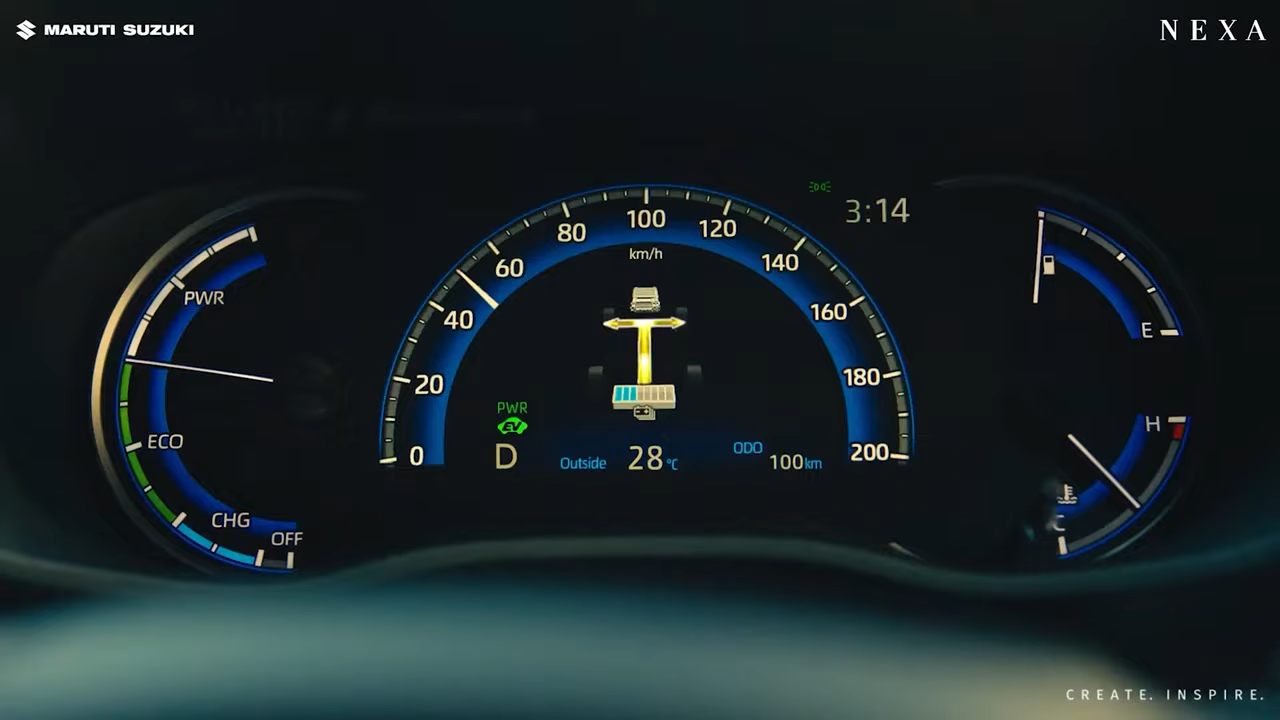 MARUTI SUZUKI
NEXA
3:14
100
80
120
km/h
60
140
PWR
40
160
E
20
180
PWR
H
ECO
EV
0
D
Outside
28°C
ODO
100km
200
CHG
C
OFF
CREATE. INSPIRE.